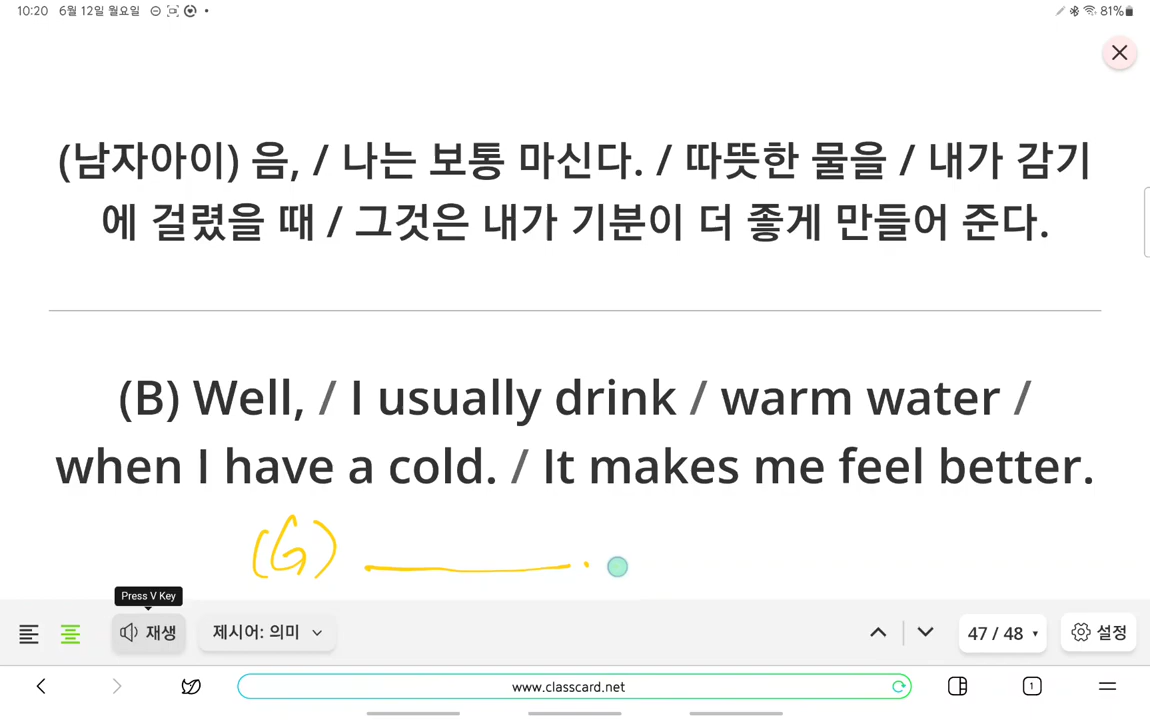 10:20 6월 12일 월요일
81%
(남자아이) 음, / 나는 보통 마신다. / 따뜻한 물을 / 내가 감기
에 걸렸을 때 / 그것은 내가 기분이 더 좋게 만들어 준다.
(B) Well, / I usually drink / warm water /
when I have a cold. / It makes me feel better.
(G) ________.
Press V Key
재생 제시어: 의미 47 / 48 설정
www.classcard.net 1